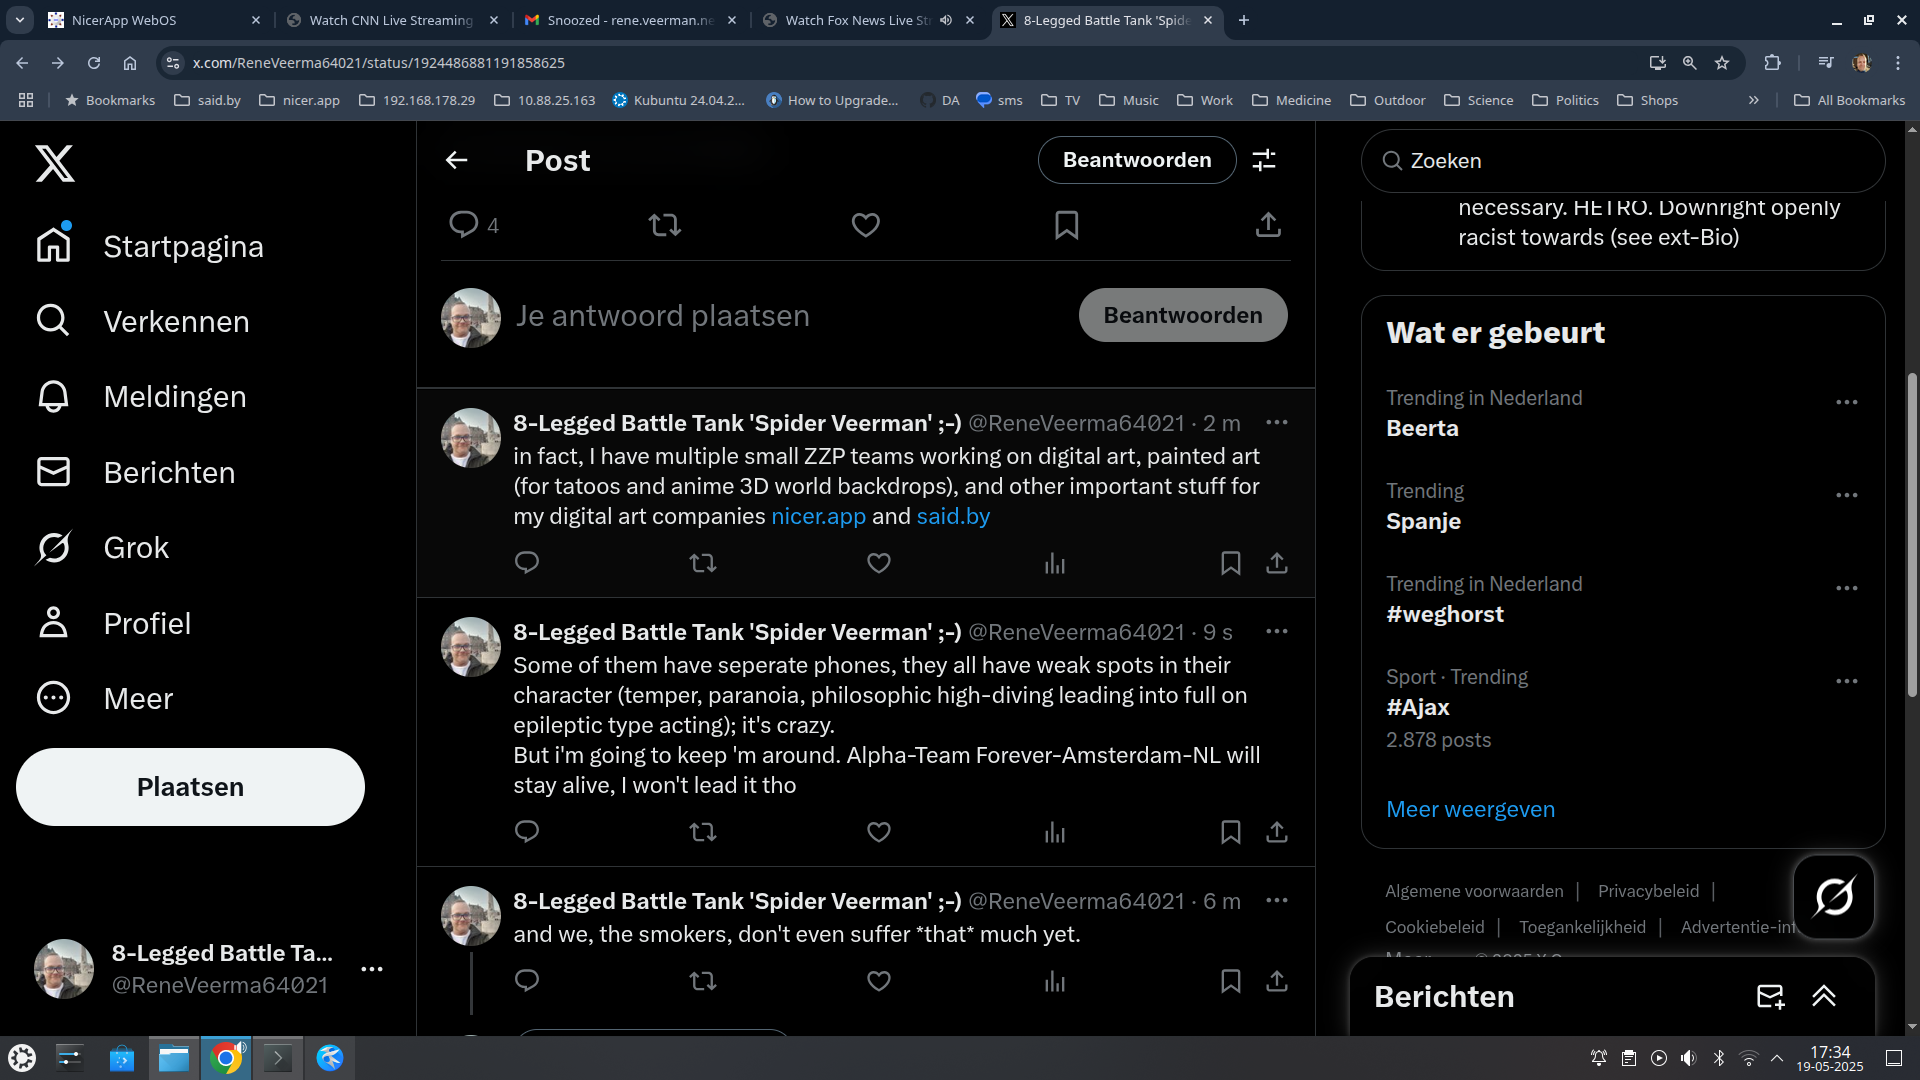 NicerApp WebOS
Watch CNN Live Streaming
Snoozed - rene.veerman.ne
Watch Fox News Live Str
8-Legged Battle Tank 'Spide
x.com/ReneVeerma64021/status/1924486881191858625
Bookmarks
said.by
nicer.app
192.168.178.29
10.88.25.163
Kubuntu 24.04.2...
How to Upgrade...
DA
sms
TV
Music
Work
Medicine
Outdoor
Science
Politics
Shops
All Bookmarks
Startpagina
Verkennen
Meldingen
Berichten
Grok
Profiel
Meer
Plaatsen
8-Legged Battle Ta...
@ReneVeerma64021
Post
Beantwoorden
4
Je antwoord plaatsen
Beantwoorden
8-Legged Battle Tank 'Spider Veerman' ;-) @ReneVeerma64021 · 2 m
in fact, I have multiple small ZZP teams working on digital art, painted art
(for tatoos and anime 3D world backdrops), and other important stuff for
my digital art companies nicer.app and said.by
8-Legged Battle Tank 'Spider Veerman' ;-) @ReneVeerma64021 · 9 s
Some of them have seperate phones, they all have weak spots in their
character (temper, paranoia, philosophic high-diving leading into full on
epileptic type acting); it's crazy.
But i'm going to keep 'm around. Alpha-Team Forever-Amsterdam-NL will
stay alive, I won't lead it tho
8-Legged Battle Tank 'Spider Veerman' ;-) @ReneVeerma64021 · 6 m
and we, the smokers, don't even suffer *that* much yet.
Zoeken
necessary. HETRO. Downright openly
racist towards (see ext-Bio)
Wat er gebeurt
Trending in Nederland
Beerta
Trending
Spanje
Trending in Nederland
#weghorst
Sport · Trending
#Ajax
2.878 posts
Meer weergeven
Algemene voorwaarden | Privacybeleid |
Cookiebeleid | Toegankelijkheid | Advertentie-inf
Berichten
17:34
19-05-2025